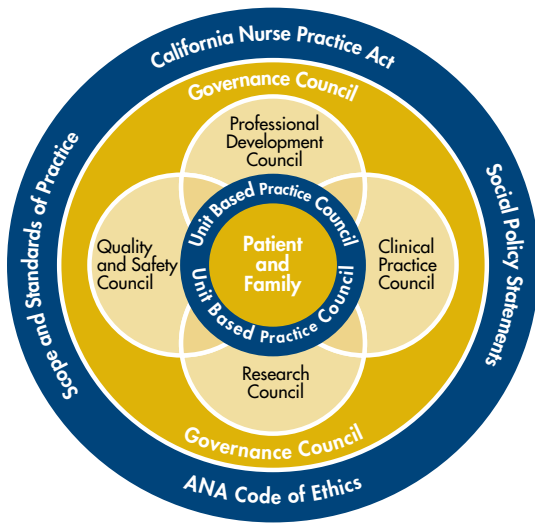 California Nurse Practice Act
Governance Council
Professional
Development
Council
Scope and Standards of Practice
Social Policy Statements
Unit Based Practice Council
Quality
and Safety
Council
Patient
and
Family
Clinical
Practice
Council
Unit Based Practice Council
Research
Council
Governance Council
ANA Code of Ethics